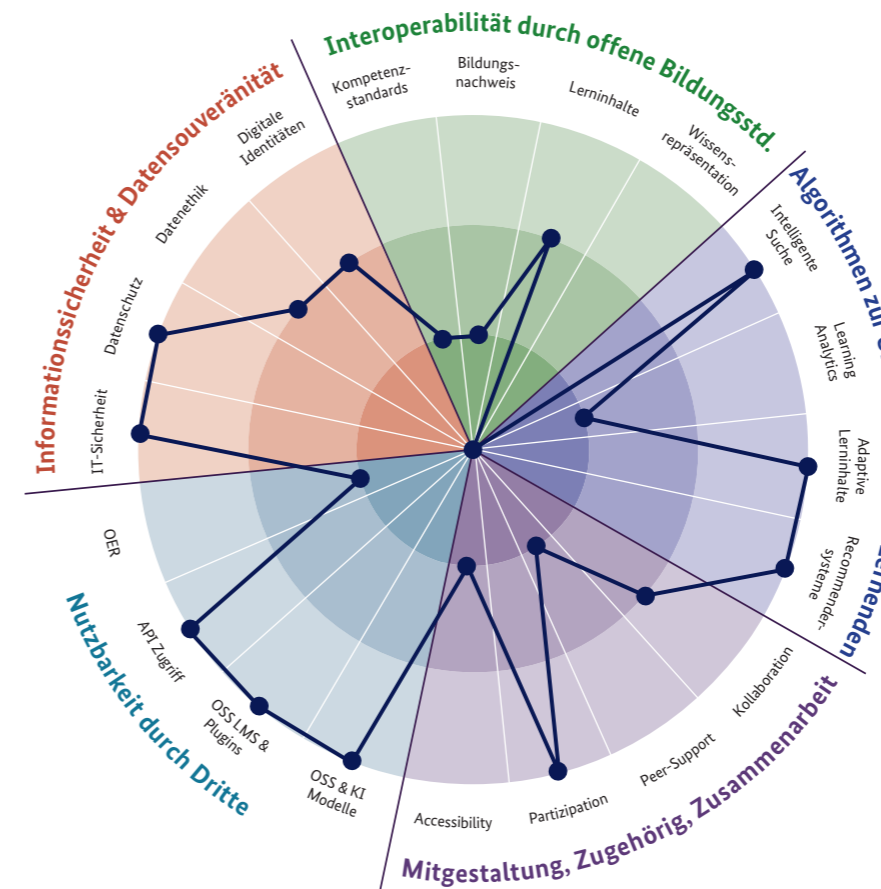 Interoperabilität durch offene Bildungsstd.
Kompetenz-
standards
Bildungs-
nachweis
Lerninhalte
Wissens-
repräsentation
Algorithmen zur
Intelligente
Suche
Learning
Analytics
Adaptive
Lerninhalte
Recommender-
systeme
Mitgestaltung, Zugehörig, Zusammenarbeit
Kollaboration
Peer-Support
Partizipation
Accessibility
Nutzbarkeit durch Dritte
OSS & KI
Modelle
OSS LMS &
Plugins
API Zugriff
OER
Informationssicherheit & Datensouveränität
IT-Sicherheit
Datenschutz
Datenethik
Digitale
Identitäten